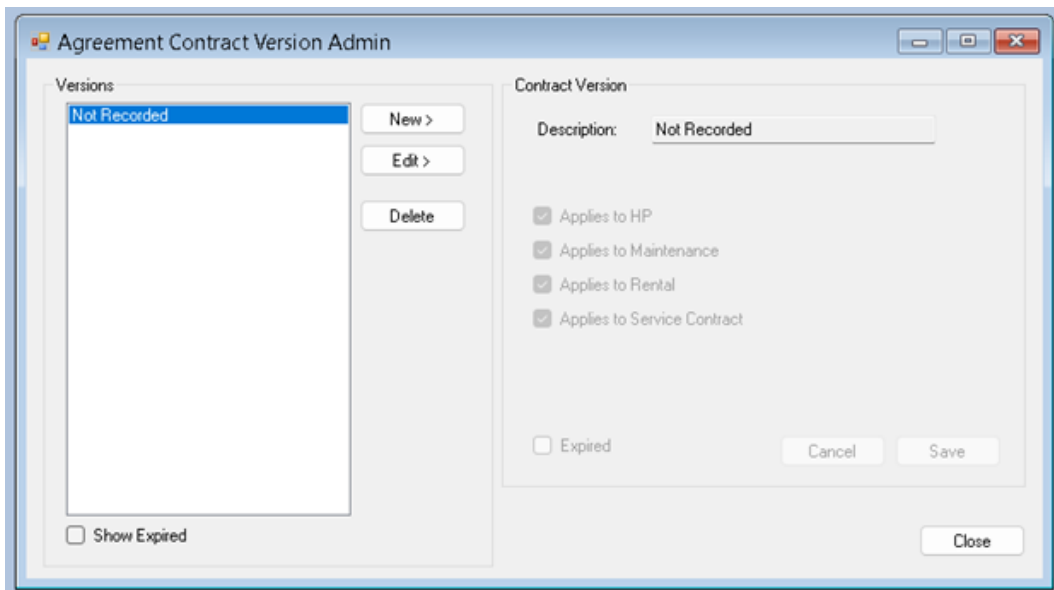 Agreement Contract Version Admin
Versions
Not Recorded
New >
Edit >
Delete
Show Expired
Contract Version
Description: Not Recorded
Applies to HP
Applies to Maintenance
Applies to Rental
Applies to Service Contract
Expired
Cancel
Save
Close